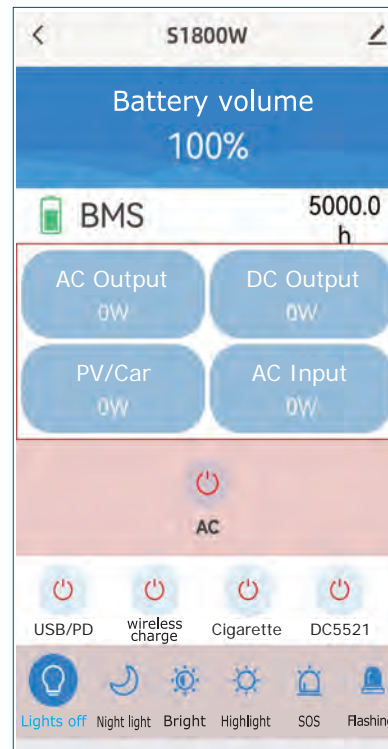 S1800W
Battery volume
100%
BMS
5000.0
h
AC Output
DC Output
0W
0W
PV/Car
AC Input
0W
0W
AC
USB/PD
wireless
charge
Cigarette
DC5521
Lights off
Night light
Bright
Highlight
SOS
Flashin